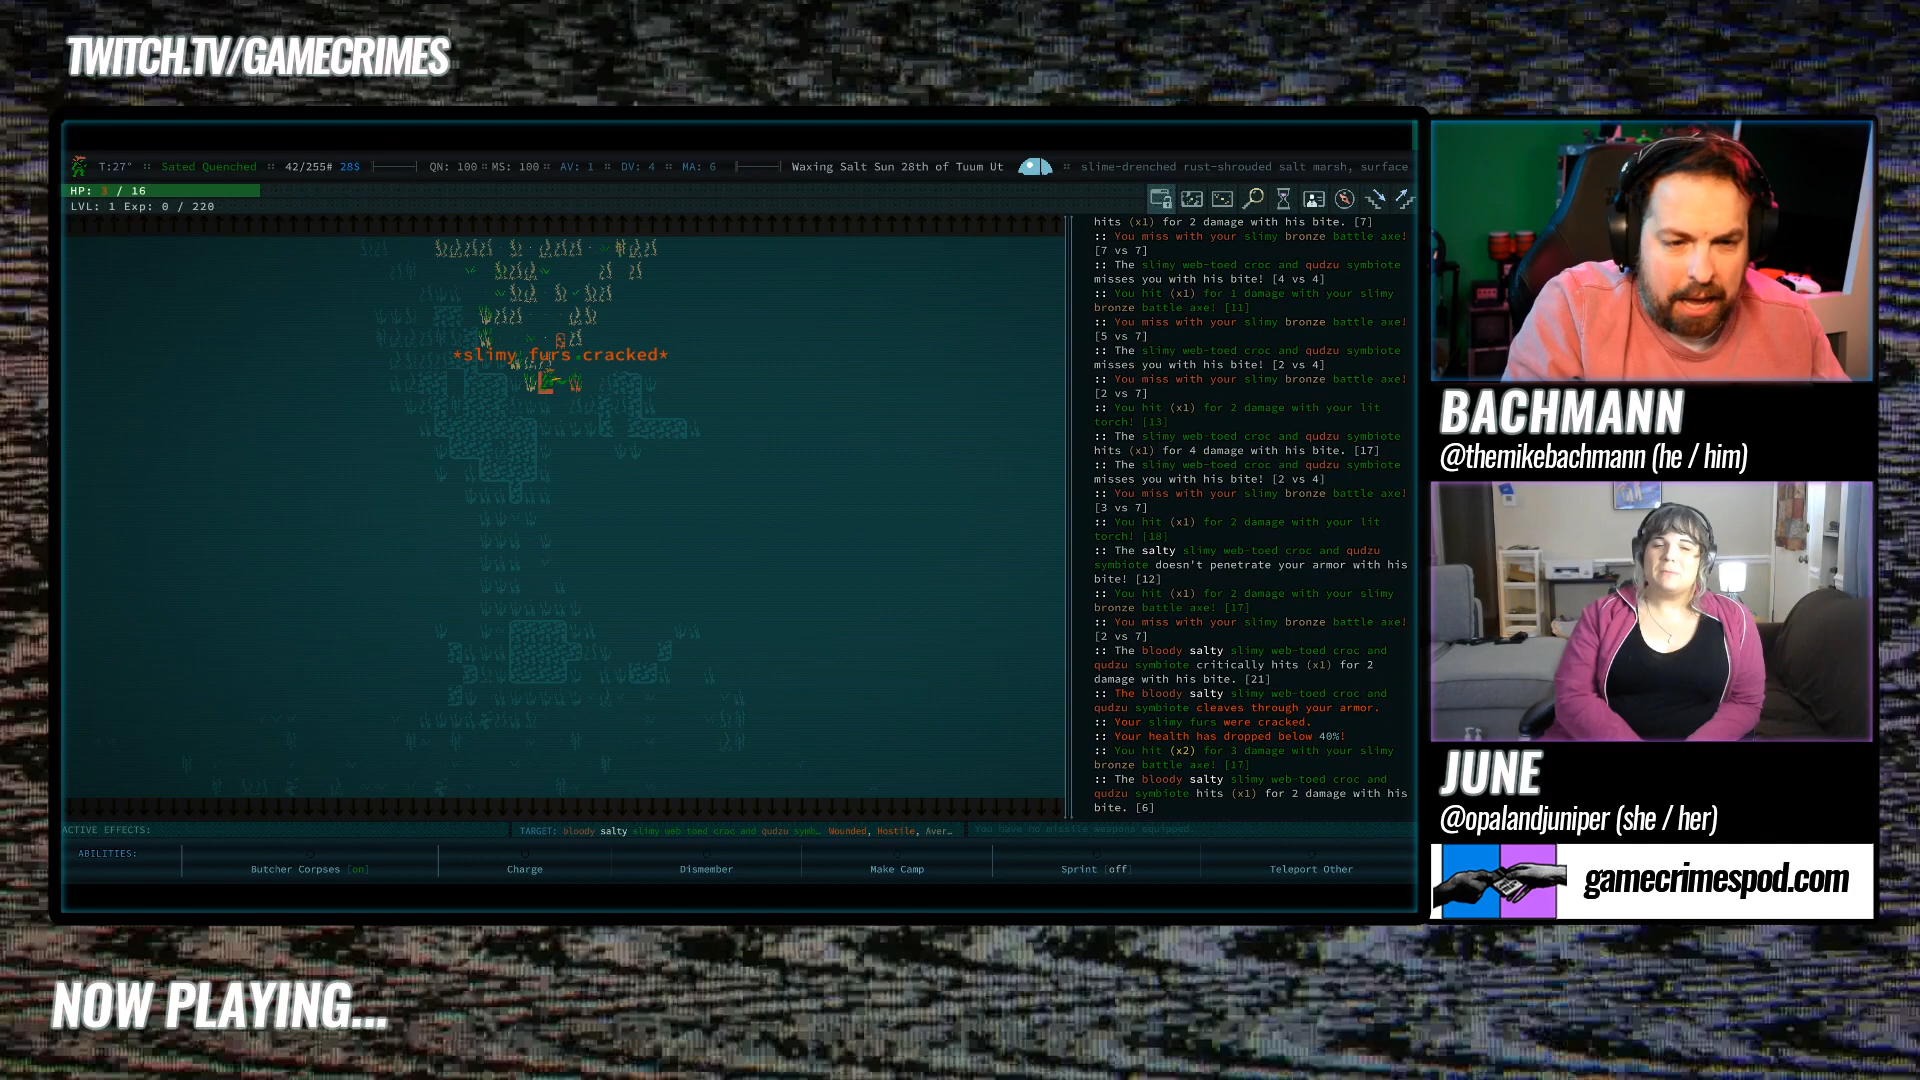 TWITCH.TV/GAMECRIMES
T:27° :: Sated Quenched :: 42/255# 28$ QN: 100 :: MS: 100 :: AV: 1 :: DV: 4 :: MA: 6 Waxing Salt Sun 28th of Tuum Ut :: slime-drenched rust-shrouded salt marsh, surface
HP: 3 / 16
LVL: 1 Exp: 0 / 220
*slimy furs cracked*
hits (x1) for 2 damage with his bite. [7]
:: You miss with your slimy bronze battle axe!
[7 vs 7]
:: The slimy web-toed croc and qudzu symbiote
misses you with his bite! [4 vs 4]
:: You hit (x1) for 1 damage with your slimy
bronze battle axe! [11]
:: You miss with your slimy bronze battle axe!
[5 vs 7]
:: The slimy web-toed croc and qudzu symbiote
misses you with his bite! [2 vs 4]
:: You miss with your slimy bronze battle axe!
[2 vs 7]
:: You hit (x1) for 2 damage with your lit
torch! [13]
:: The slimy web-toed croc and qudzu symbiote
hits (x1) for 4 damage with his bite. [17]
:: The slimy web-toed croc and qudzu symbiote
misses you with his bite! [2 vs 4]
:: You miss with your slimy bronze battle axe!
[3 vs 7]
:: You hit (x1) for 2 damage with your lit
torch! [18]
:: The salty slimy web-toed croc and qudzu
symbiote doesn't penetrate your armor with his
bite! [12]
:: You hit (x1) for 2 damage with your slimy
bronze battle axe! [17]
:: You miss with your slimy bronze battle axe!
[2 vs 7]
:: The bloody salty slimy web-toed croc and
qudzu symbiote critically hits (x1) for 2
damage with his bite. [21]
:: The bloody salty slimy web-toed croc and
qudzu symbiote cleaves through your armor.
:: Your slimy furs were cracked.
:: Your health has dropped below 40%!
:: You hit (x2) for 3 damage with your slimy
bronze battle axe! [17]
:: The bloody salty slimy web-toed croc and
qudzu symbiote hits (x1) for 2 damage with his
bite. [6]
ACTIVE EFFECTS:
TARGET: bloody salty slimy web-toed croc and qudzu symb… Wounded, Hostile, Aver…
You have no missile weapons equipped.
ABILITIES:
Butcher Corpses [on]
Charge
Dismember
Make Camp
Sprint [off]
Teleport Other
BACHMANN
@themikebachmann (he / him)
JUNE
@opalandjuniper (she / her)
gamecrimespod.com
NOW PLAYING...